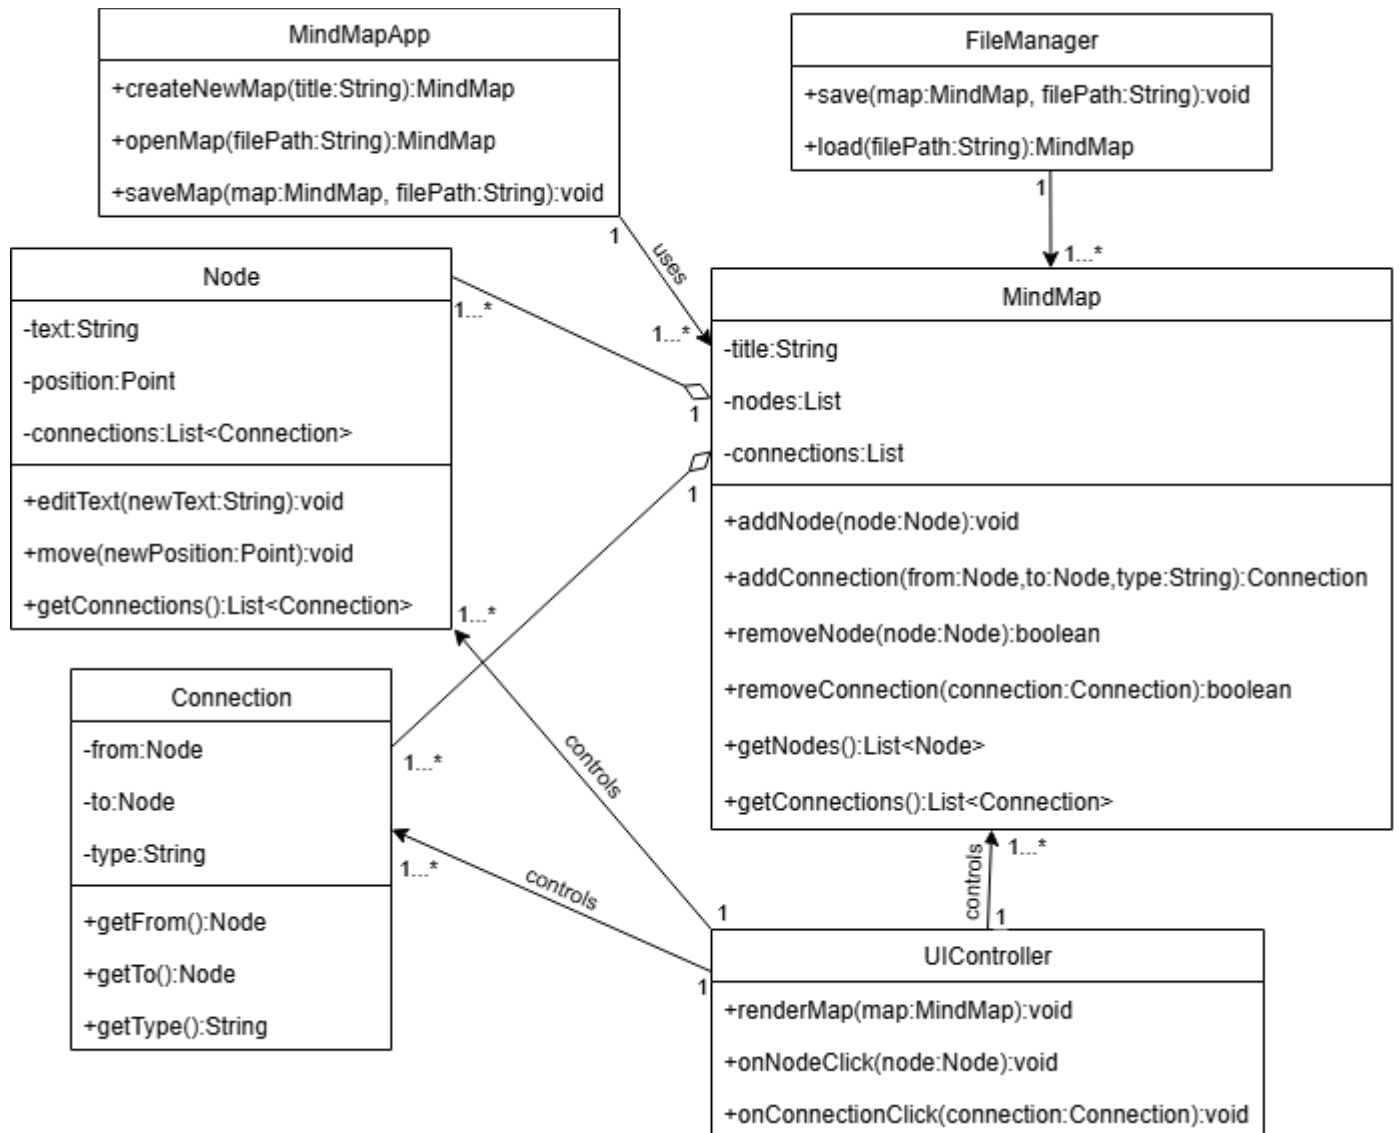 MindMapApp
+createNewMap(title:String):MindMap
+openMap(filePath:String):MindMap
+saveMap(map:MindMap, filePath:String):void
FileManager
+save(map:MindMap, filePath:String):void
+load(filePath:String):MindMap
1
1...*
1
uses
1...*
Node
-text:String
-position:Point
-connections:List<Connection>
+editText(newText:String):void
+move(newPosition:Point):void
+getConnections():List<Connection>
1...*
1
1
1...*
MindMap
-title:String
-nodes:List
-connections:List
+addNode(node:Node):void
+addConnection(from:Node,to:Node,type:String):Connection
+removeNode(node:Node):boolean
+removeConnection(connection:Connection):boolean
+getNodes():List<Node>
+getConnections():List<Connection>
Connection
-from:Node
-to:Node
-type:String
+getFrom():Node
+getTo():Node
+getType():String
1...*
controls
1...*
controls
1...*
controls
1
1
1
UIController
+renderMap(map:MindMap):void
+onNodeClick(node:Node):void
+onConnectionClick(connection:Connection):void